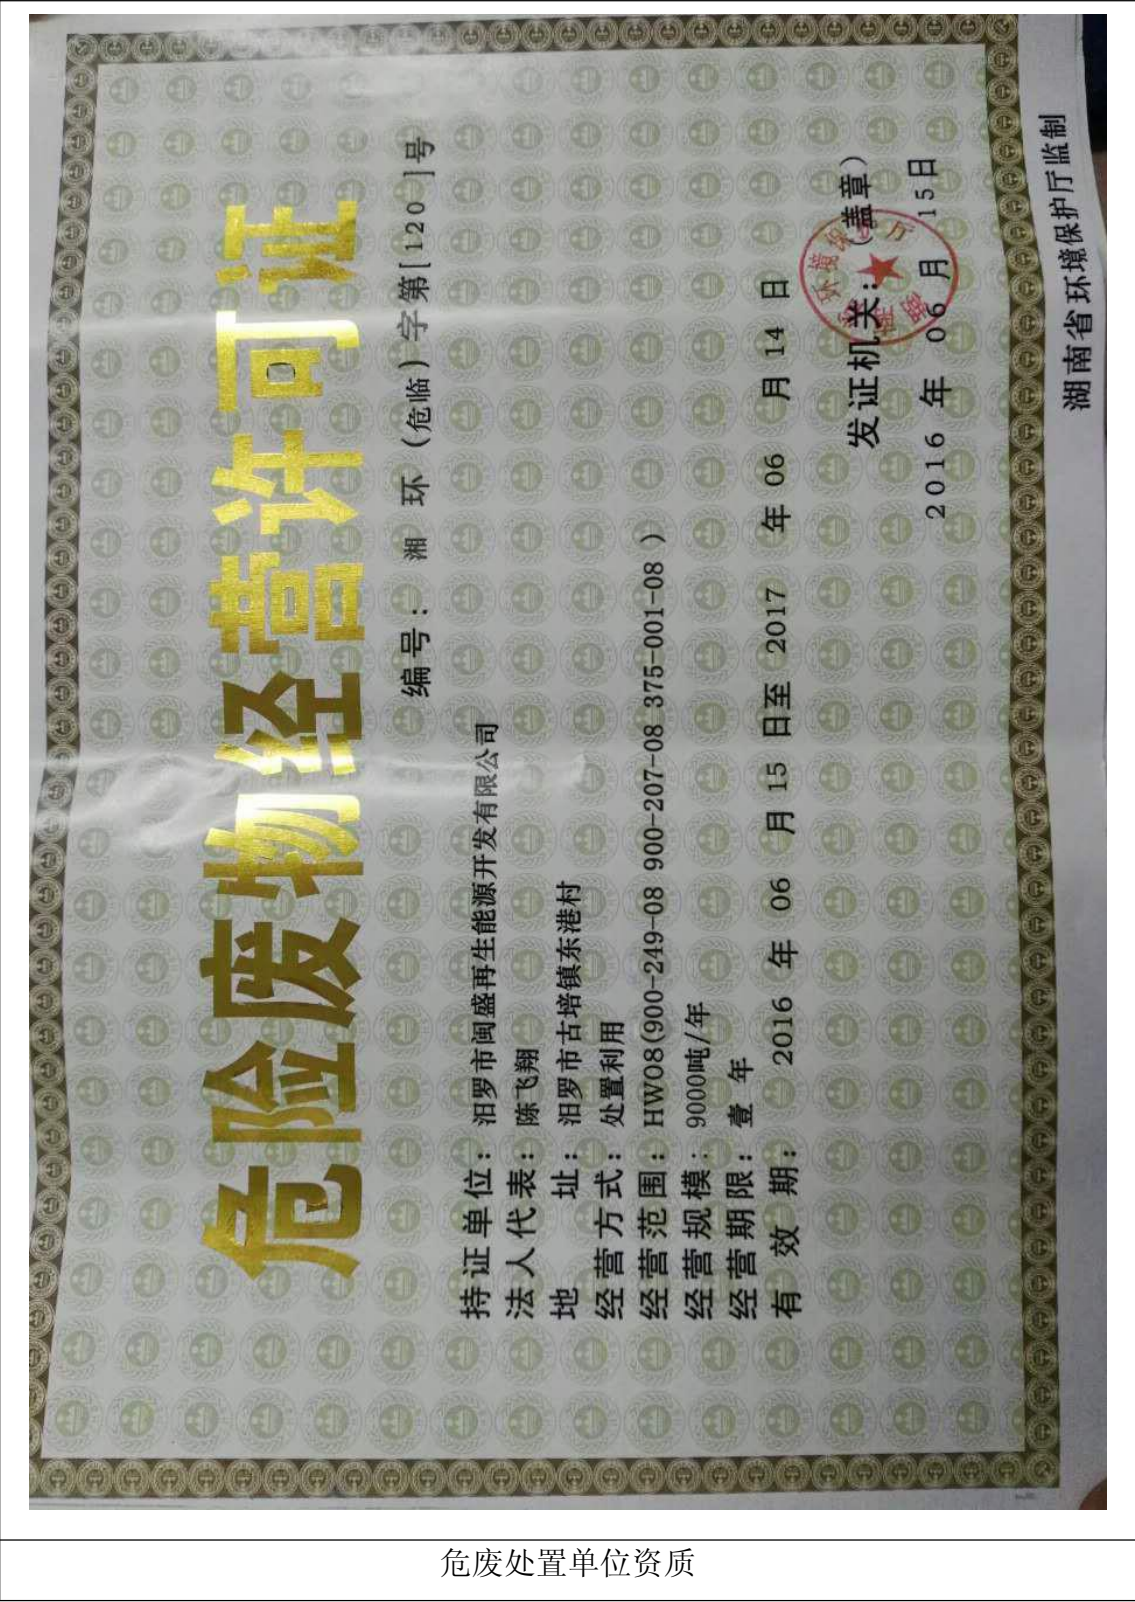 危险废物经营许可证
编号：湘 环（危临）字第[120]号
持证单位：汨罗市闽盛再生能源开发有限公司
法人代表：陈飞翔
地 址：汨罗市古培镇东港村
经营方式：处置利用
经营范围：HW08(900-249-08 900-207-08 375-001-08 )
经营规模：9000吨/年
经营期限：壹 年
有 效 期：2016 年 06 月 15 日至 2017 年 06 月 14 日
发证机关：（盖章）
2016 年 06 月 15日
湖南省环境保护厅监制
危废处置单位资质